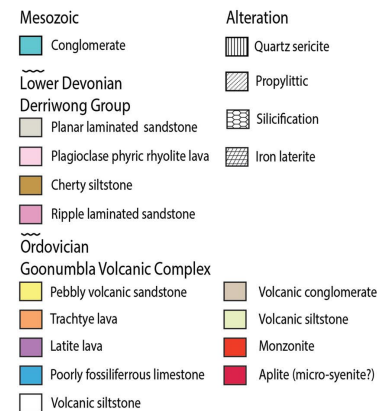 Mesozoic
Conglomerate
Lower Devonian
Derriwong Group
Planar laminated sandstone
Plagioclase phyric rhyolite lava
Cherty siltstone
Ripple laminated sandstone
Ordovician
Goonumbla Volcanic Complex
Pebbly volcanic sandstone
Trachtye lava
Latite lava
Poorly fossiliferrous limestone
Volcanic siltstone
Alteration
Quartz sericite
Propylittic
Silicification
Iron laterite
Volcanic conglomerate
Volcanic siltstone
Monzonite
Aplite (micro-syenite?)